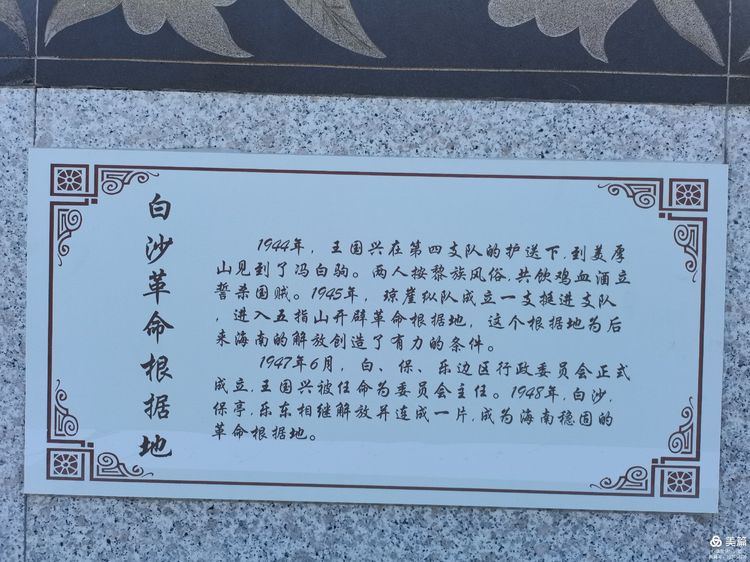 白沙革命根据地
1944年，王国兴在第四支队的护送下，到美厚
山见到了冯白驹。两人按黎族风俗，共饮鸡血酒立
誓杀国贼。1945年，琼崖纵队成立一支挺进支队
，进入五指山开辟革命根据地，这个根据地为后
来海南的解放创造了有力的条件。
1947年6月，白、保、乐边区行政委员会正式
成立，王国兴被任命为委员会主任。1948年，白沙，
保亭，乐东相继解放并连成一片，成为海南稳固的
革命根据地。
美篇